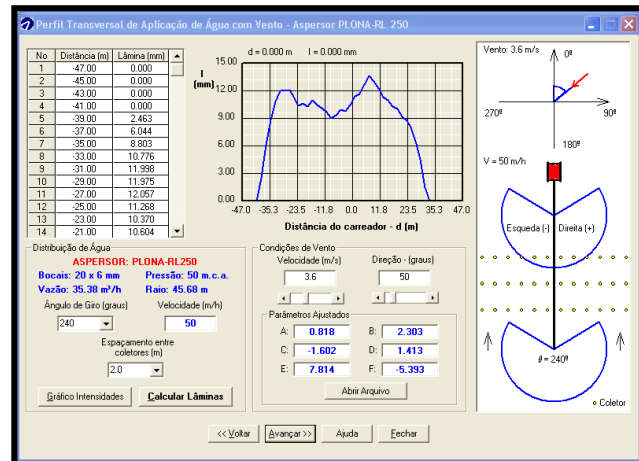 Perfil Transversal de Aplicação de Água com Vento - Aspersor PLONA-RL 250
No Distância (m) Lâmina (mm)
1 -47.00 0.000
2 -45.00 0.000
3 -43.00 0.000
4 -41.00 0.000
5 -39.00 2.463
6 -37.00 6.044
7 -35.00 8.803
8 -33.00 10.776
9 -31.00 11.998
10 -29.00 11.975
11 -27.00 12.057
12 -25.00 11.268
13 -23.00 10.370
14 -21.00 10.604
d = 0.000 m l = 0.000 mm
l
(mm)
15.00
12.00
9.00
6.00
3.00
0.00
-47.0 -35.3 -23.5 -11.8 0.0 11.8 23.5 35.3 47.0
Distância do carreador - d (m)
Vento: 3.6 m/s
0º
270º
90º
180º
V = 50 m/h
Esqueda (-)
Direita (+)
θ = 240º
Coletor
Distribuição de Água
ASPERSOR: PLONA-RL250
Bocais: 20 x 6 mm Pressão: 50 m.c.a.
Vazão: 35.38 m³/h Raio: 45.68 m
Ângulo de Giro (graus) Velocidade (m/h)
240 50
Espaçamento entre
coletores (m)
2.0
Gráfico Intensidades Calcular Lâminas
Condições de Vento
Velocidade (m/s) Direção - (graus)
3.6 50
Parâmetros Ajustados
A: 0.818 B: 2.303
C: -1.602 D: 1.413
E: 7.814 F: -5.393
Abrir Arquivo
<< Voltar Avançar >> Ajuda Fechar